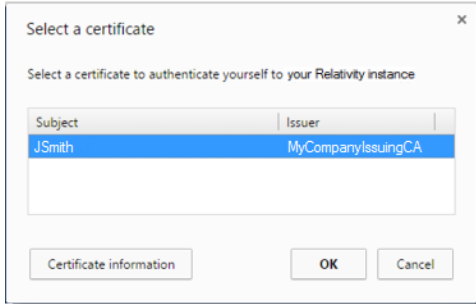 Select a certificate
Select a certificate to authenticate yourself to your Relativity instance
Subject Issuer
JSmith MyCompanyIssuingCA
Certificate information OK Cancel